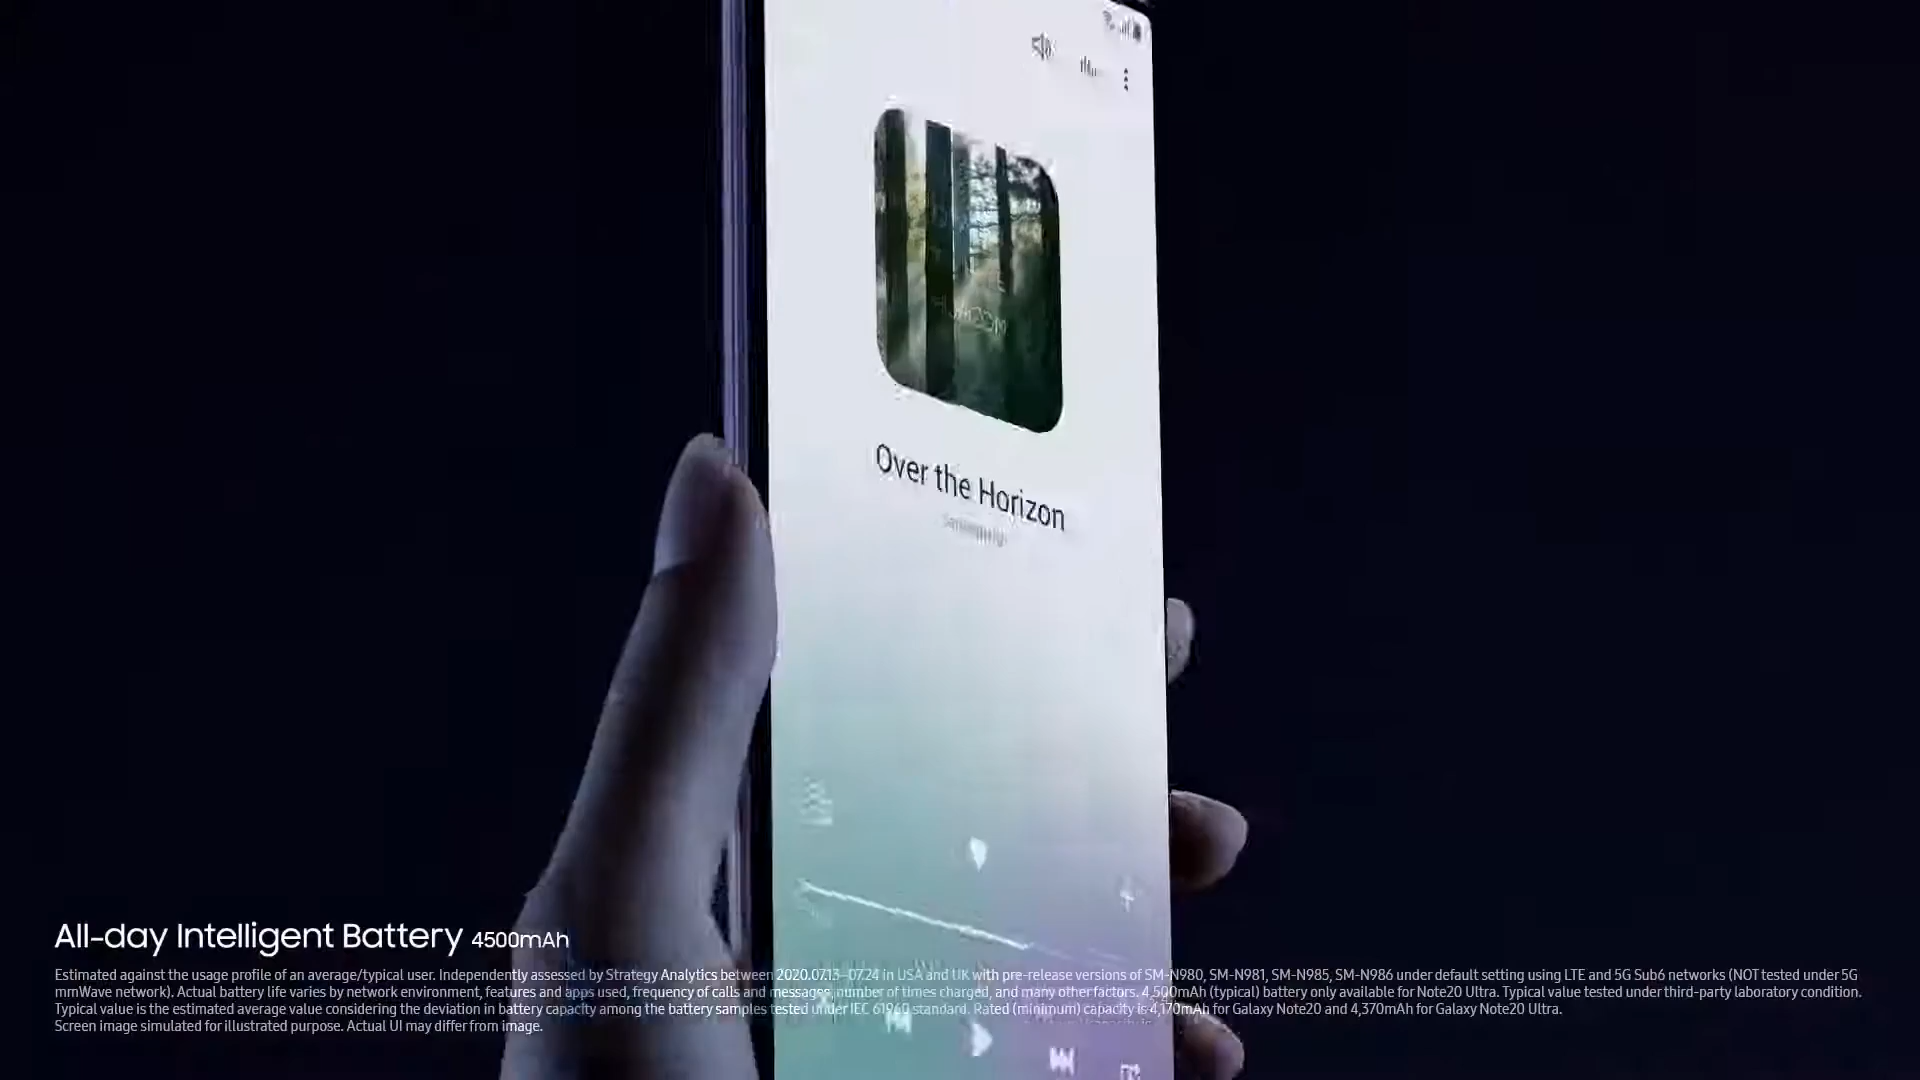 Over the Horizon
All-day Intelligent Battery 4500mAh
Estimated against the usage profile of an average/typical user. Independently assessed by Strategy Analytics between 2020.07.13–07.24 in USA and UK with pre-release versions of SM-N980, SM-N981, SM-N985, SM-N986 under default setting using LTE and 5G Sub6 networks (NOT tested under 5G
mmWave network). Actual battery life varies by network environment, features and apps used, frequency of calls and messages, number of times charged, and many other factors. 4,500mAh (typical) battery only available for Note20 Ultra. Typical value tested under third-party laboratory condition.
Typical value is the estimated average value considering the deviation in battery capacity among the battery samples tested under IEC 61960 standard. Rated (minimum) capacity is 4,170mAh for Galaxy Note20 and 4,370mAh for Galaxy Note20 Ultra.
Screen image simulated for illustrated purpose. Actual UI may differ from image.